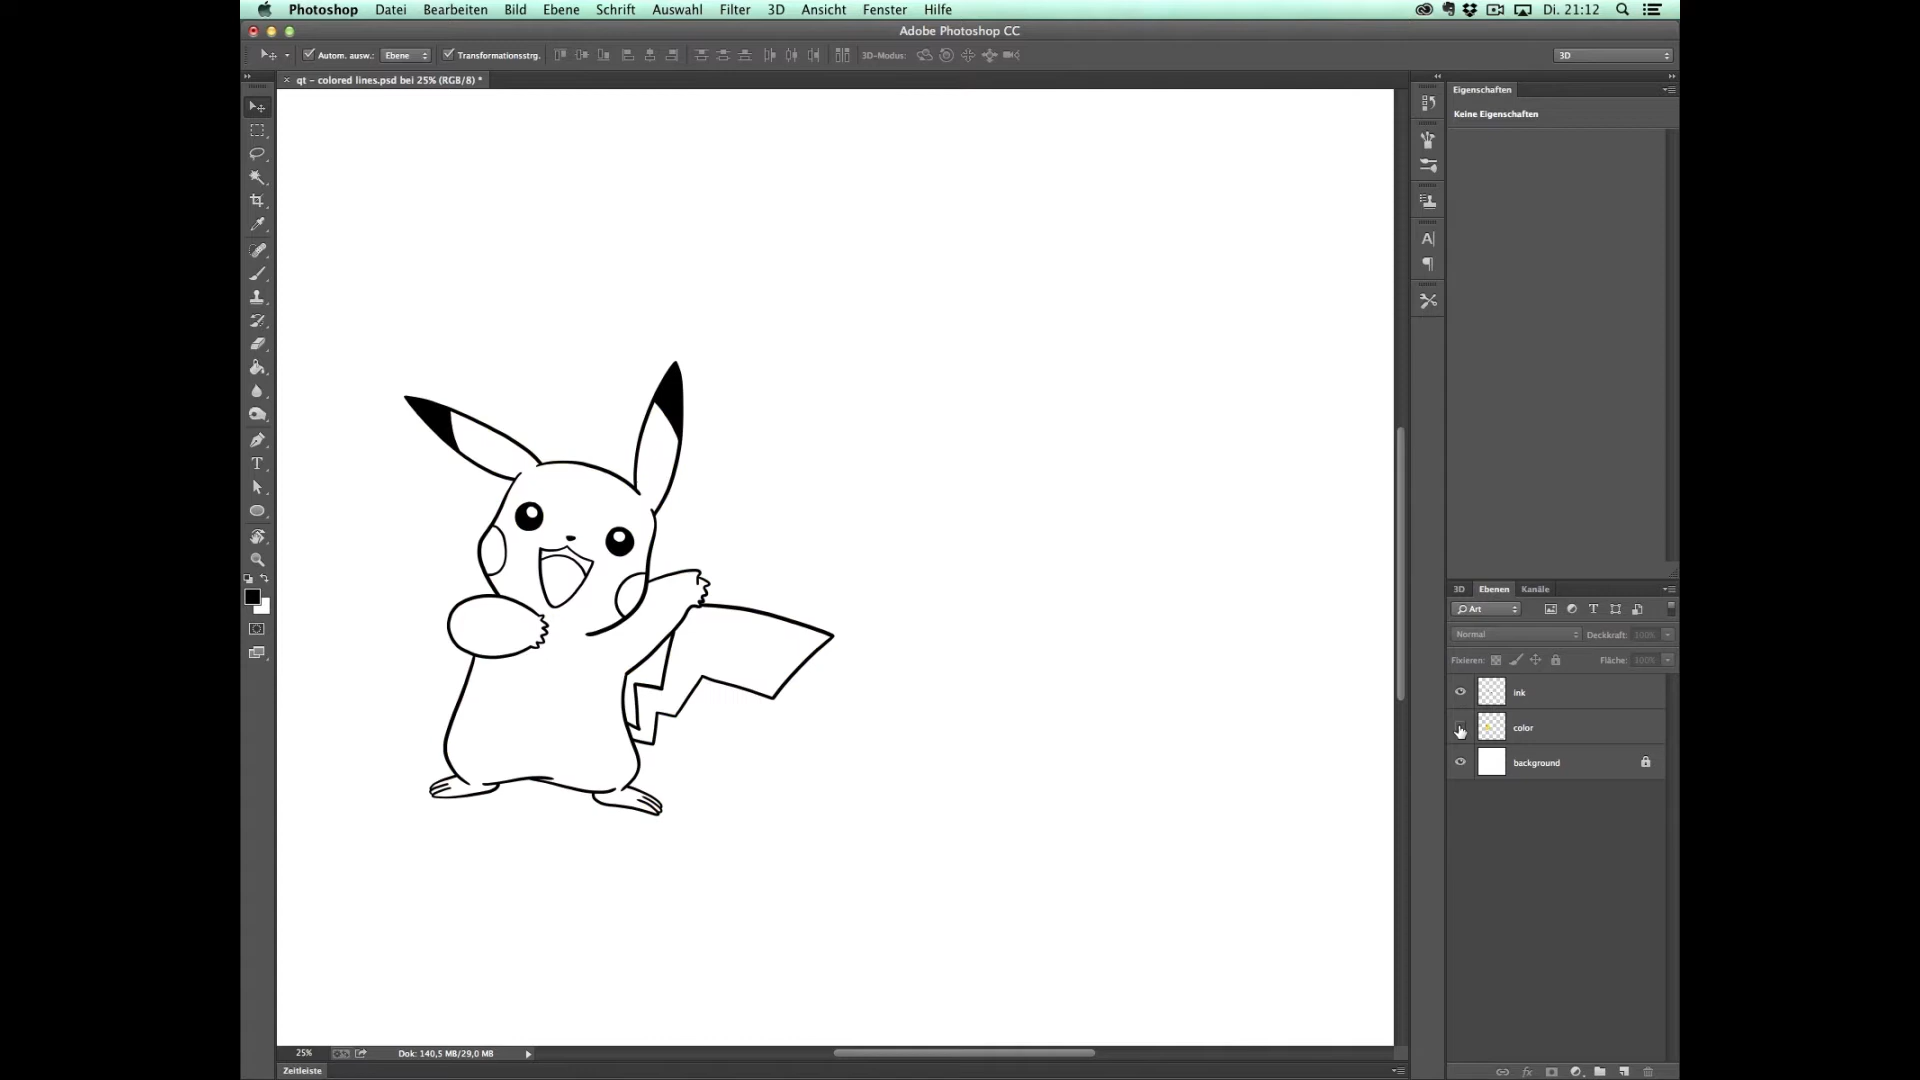 Photoshop Datei Bearbeiten Bild Ebene Schrift Auswahl Filter 3D Ansicht Fenster Hilfe Di. 21:12
Adobe Photoshop CC
Autom. ausw.: Ebene Transformationsstrg. 3D-Modus: 3D
qt – colored lines.psd bei 25% (RGB/8) *
Eigenschaften
Keine Eigenschaften
3D Ebenen Kanäle
Art
Normal Deckkraft: 100%
Fixieren: Fläche: 100%
ink
color
background
25% Dok: 140,5 MB/29,0 MB
Zeitleiste